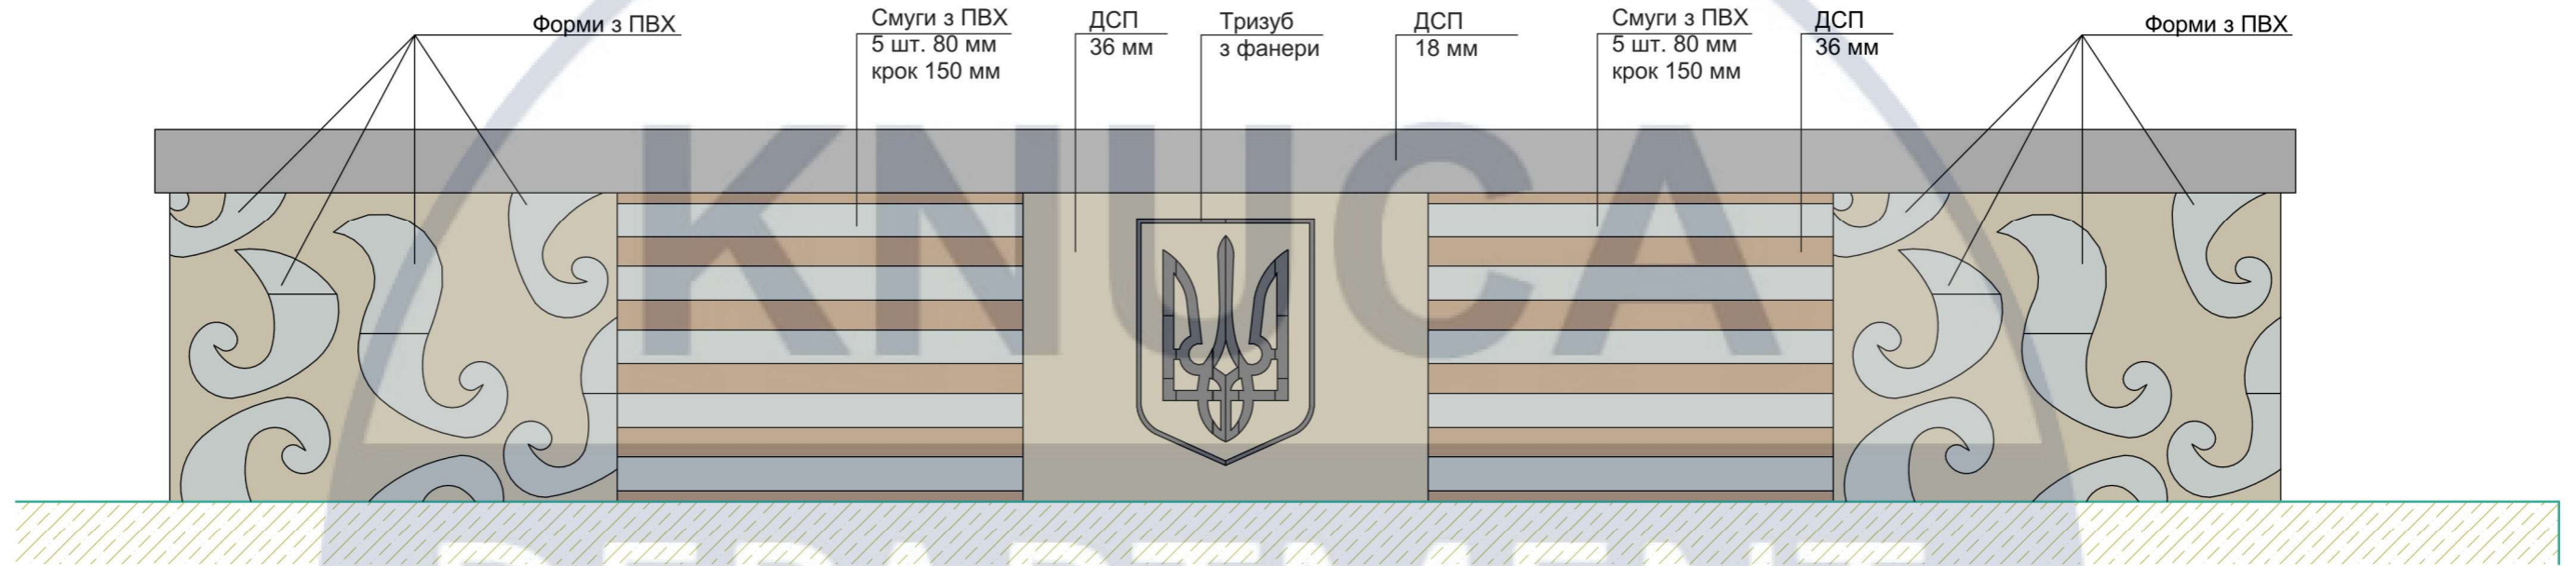 Форми з ПВХ
Смуги з ПВХ
5 шт. 80 мм
крок 150 мм
ДСП
36 мм
Тризуб
з фанери
ДСП
18 мм
Смуги з ПВХ
5 шт. 80 мм
крок 150 мм
ДСП
36 мм
Форми з ПВХ
KNUCA
DEPARTMENT